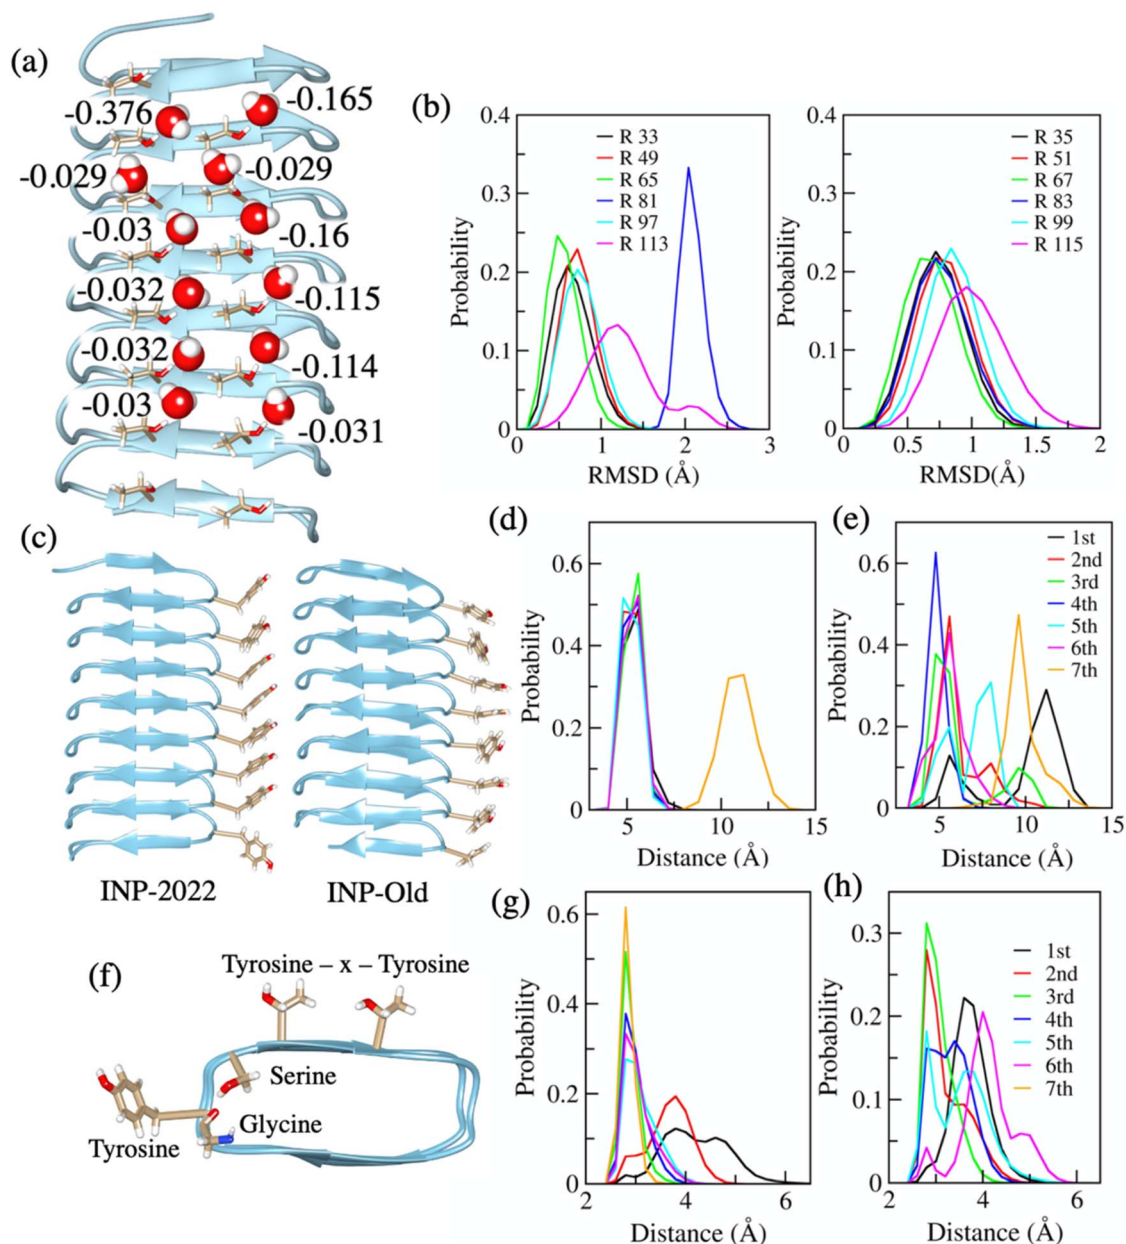 (a)
-0.376
-0.165
-0.029
-0.029
-0.03
-0.16
-0.032
-0.115
-0.032
-0.114
-0.03
-0.031
(b)
0.4
0.3
0.2
0.1
0
Probability
R 33
R 49
R 65
R 81
R 97
R 113
0 1 2 3
RMSD (Å)
0.4
0.3
0.2
0.1
0
Probability
R 35
R 51
R 67
R 83
R 99
R 115
0 0.5 1 1.5 2
RMSD(Å)
(c)
INP-2022
INP-Old
(d)
0.6
0.4
0.2
0
Probability
5 10 15
Distance (Å)
(e)
0.6
0.4
0.2
0
Probability
1st
2nd
3rd
4th
5th
6th
7th
5 10 15
Distance (Å)
(f)
Tyrosine – x – Tyrosine
Serine
Glycine
Tyrosine
(g)
0.6
0.4
0.2
0
Probability
2 4 6
Distance (Å)
(h)
0.3
0.2
0.1
0
Probability
1st
2nd
3rd
4th
5th
6th
7th
2 4 6
Distance (Å)